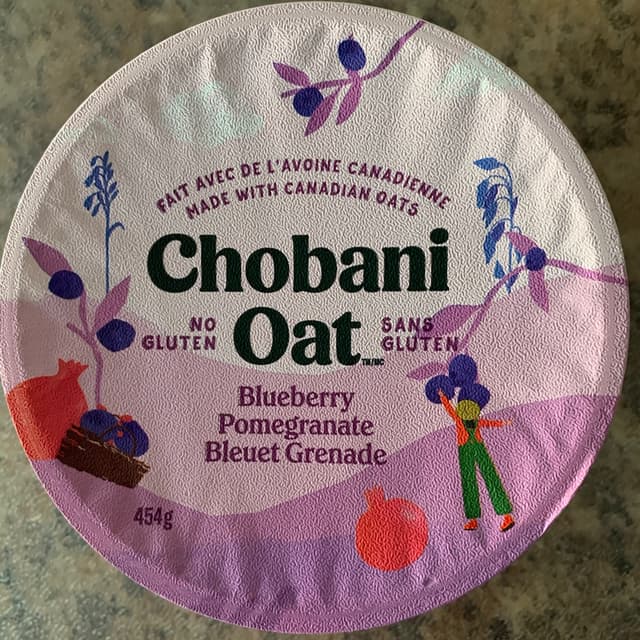 FAIT AVEC DE L'AVOINE CANADIENNE
MADE WITH CANADIAN OATS
Chobani
Oat TM/MC
NO
GLUTEN
SANS
GLUTEN
Blueberry
Pomegranate
Bleuet Grenade
454g